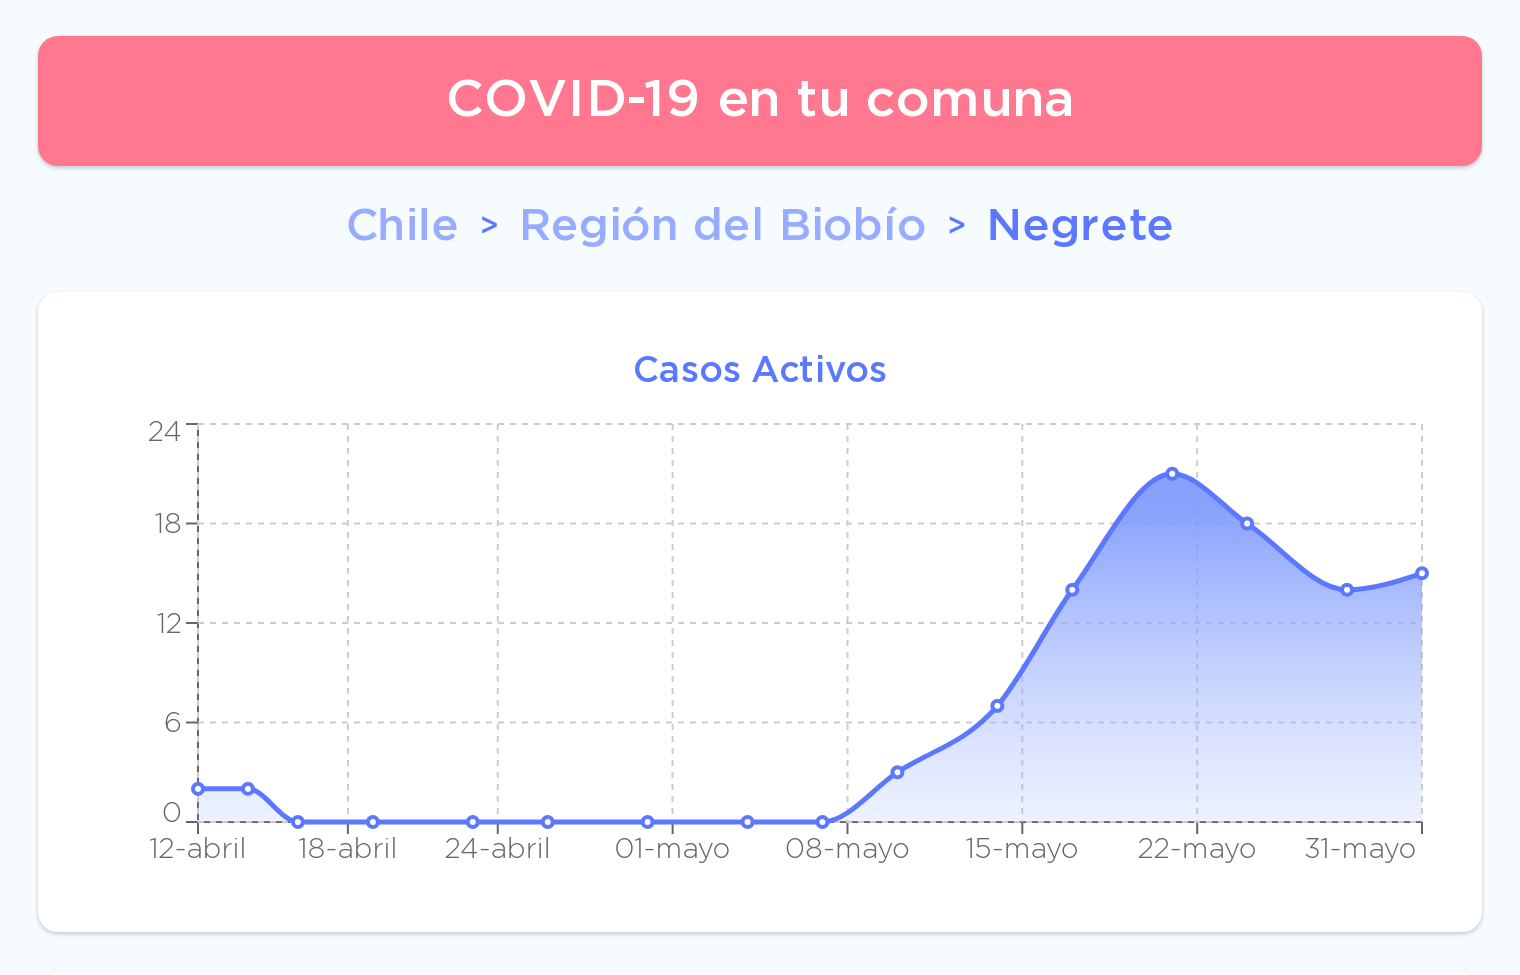 COVID-19 en tu comuna
Chile > Región del Biobío > Negrete
Casos Activos
24
18
12
6
0
12-abril 18-abril 24-abril 01-mayo 08-mayo 15-mayo 22-mayo 31-mayo